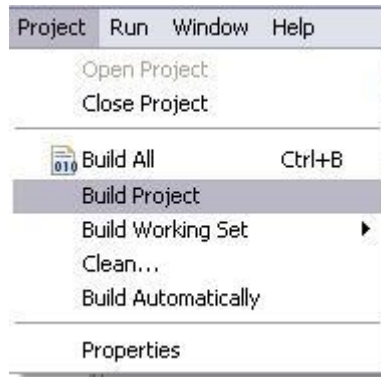 Project Run Window Help
Open Project
Close Project
010 Build All Ctrl+B
Build Project
Build Working Set
Clean...
Build Automatically
Properties